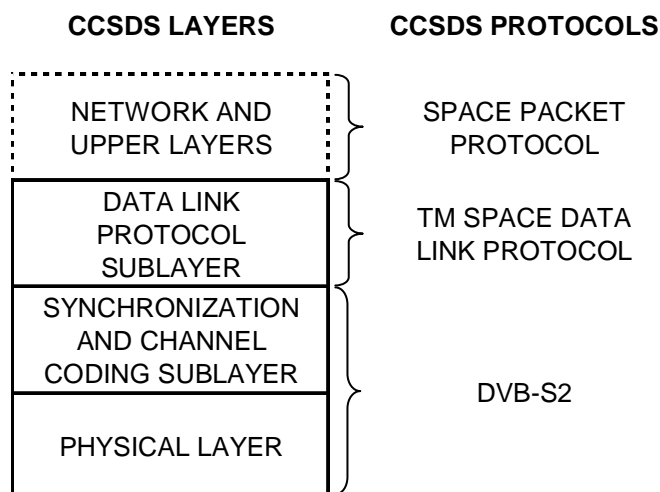 CCSDS LAYERS
CCSDS PROTOCOLS
NETWORK AND
UPPER LAYERS
SPACE PACKET
PROTOCOL
DATA LINK
PROTOCOL
SUBLAYER
TM SPACE DATA
LINK PROTOCOL
SYNCHRONIZATION
AND CHANNEL
CODING SUBLAYER
DVB-S2
PHYSICAL LAYER